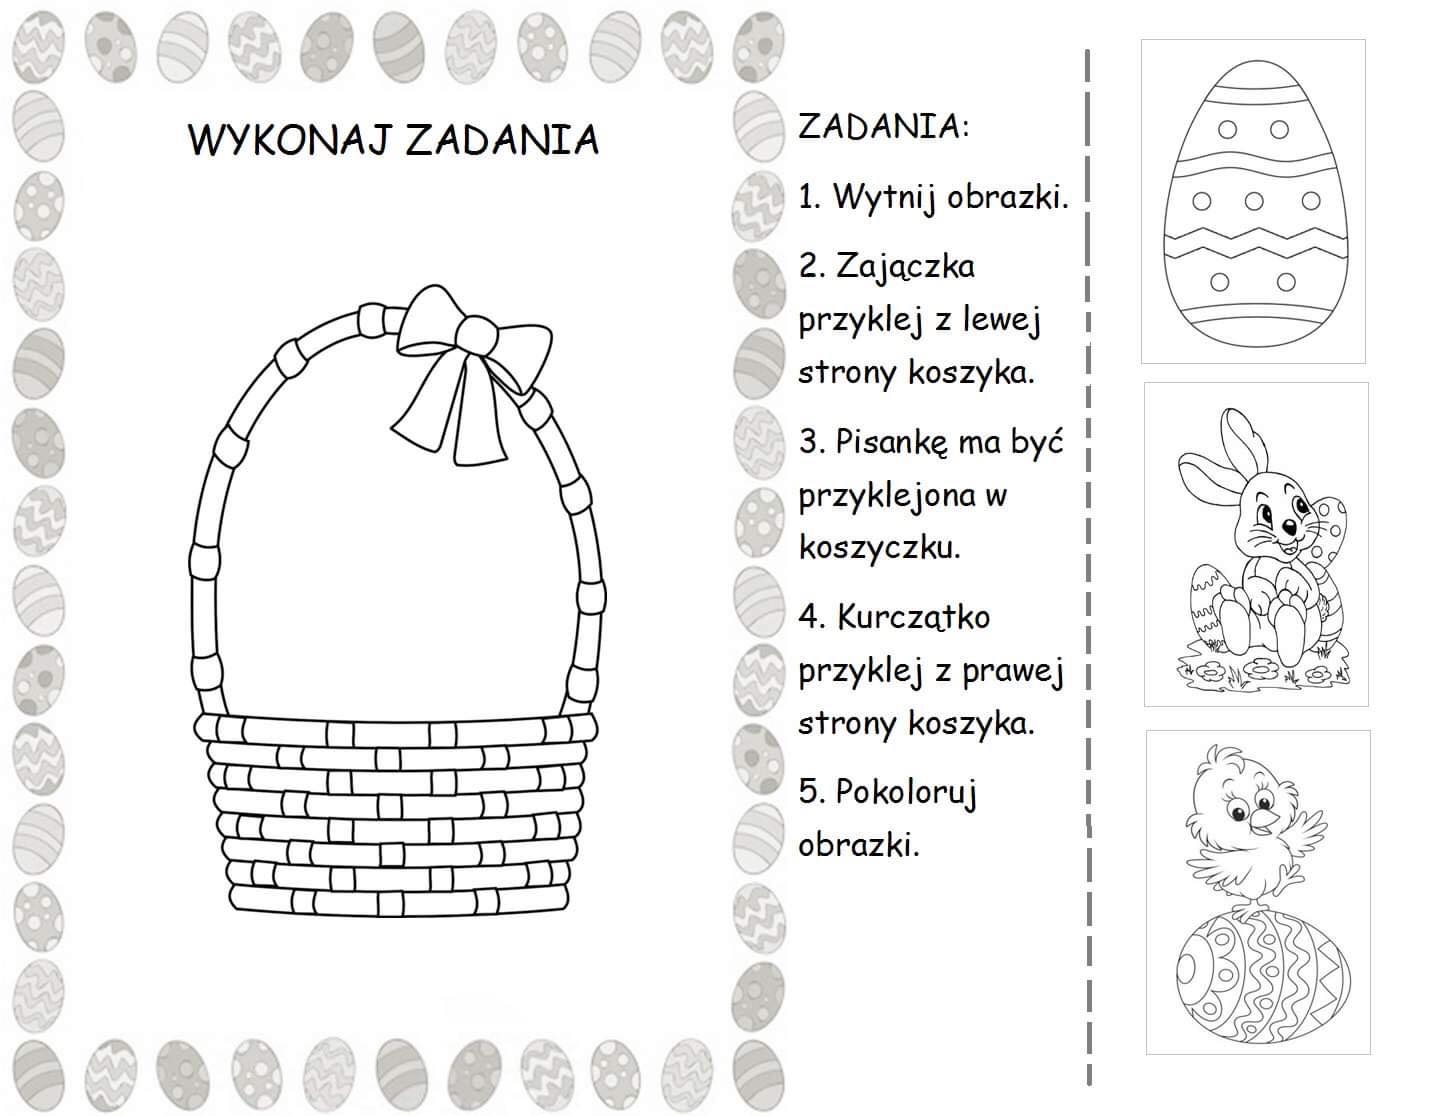 WYKONAJ ZADANIA
ZADANIA:
1. Wytnij obrazki.
2. Zajączka
przyklej z lewej
strony koszyka.
3. Pisankę ma być
przyklejona w
koszyczku.
4. Kurczątko
przyklej z prawej
strony koszyka.
5. Pokoloruj
obrazki.